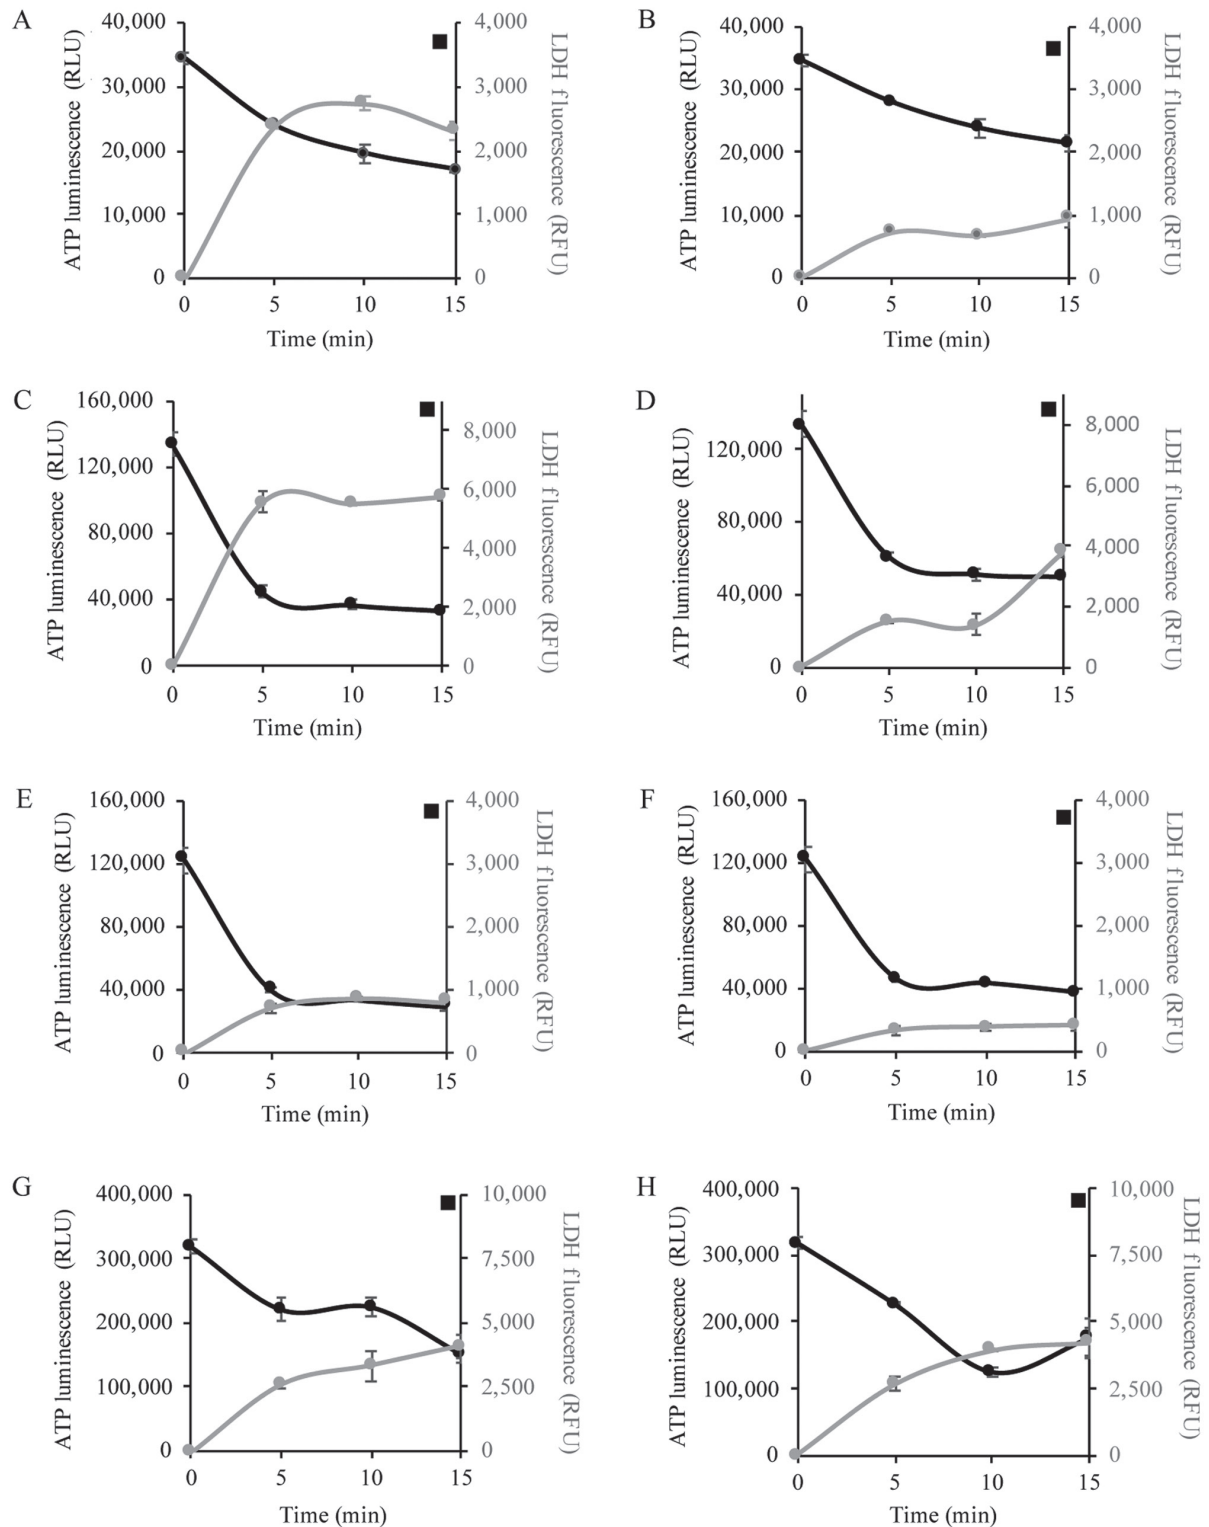 A
ATP luminescence (RLU)
40,000
30,000
20,000
10,000
0
4,000
3,000
2,000
1,000
0
LDH fluorescence (RFU)
0 5 10 15
Time (min)
B
ATP luminescence (RLU)
40,000
30,000
20,000
10,000
0
4,000
3,000
2,000
1,000
0
LDH fluorescence (RFU)
0 5 10 15
Time (min)
C
ATP luminescence (RLU)
160,000
120,000
80,000
40,000
0
8,000
6,000
4,000
2,000
0
LDH fluorescence (RFU)
0 5 10 15
Time (min)
D
ATP luminescence (RLU)
120,000
80,000
40,000
0
8,000
6,000
4,000
2,000
0
LDH fluorescence (RFU)
0 5 10 15
Time (min)
E
ATP luminescence (RLU)
160,000
120,000
80,000
40,000
0
4,000
3,000
2,000
1,000
0
LDH fluorescence (RFU)
0 5 10 15
Time (min)
F
ATP luminescence (RLU)
160,000
120,000
80,000
40,000
0
4,000
3,000
2,000
1,000
0
LDH fluorescence (RFU)
0 5 10 15
Time (min)
G
ATP luminescence (RLU)
400,000
300,000
200,000
100,000
0
10,000
7,500
5,000
2,500
0
LDH fluorescence (RFU)
0 5 10 15
Time (min)
H
ATP luminescence (RLU)
400,000
300,000
200,000
100,000
0
10,000
7,500
5,000
2,500
0
LDH fluorescence (RFU)
0 5 10 15
Time (min)